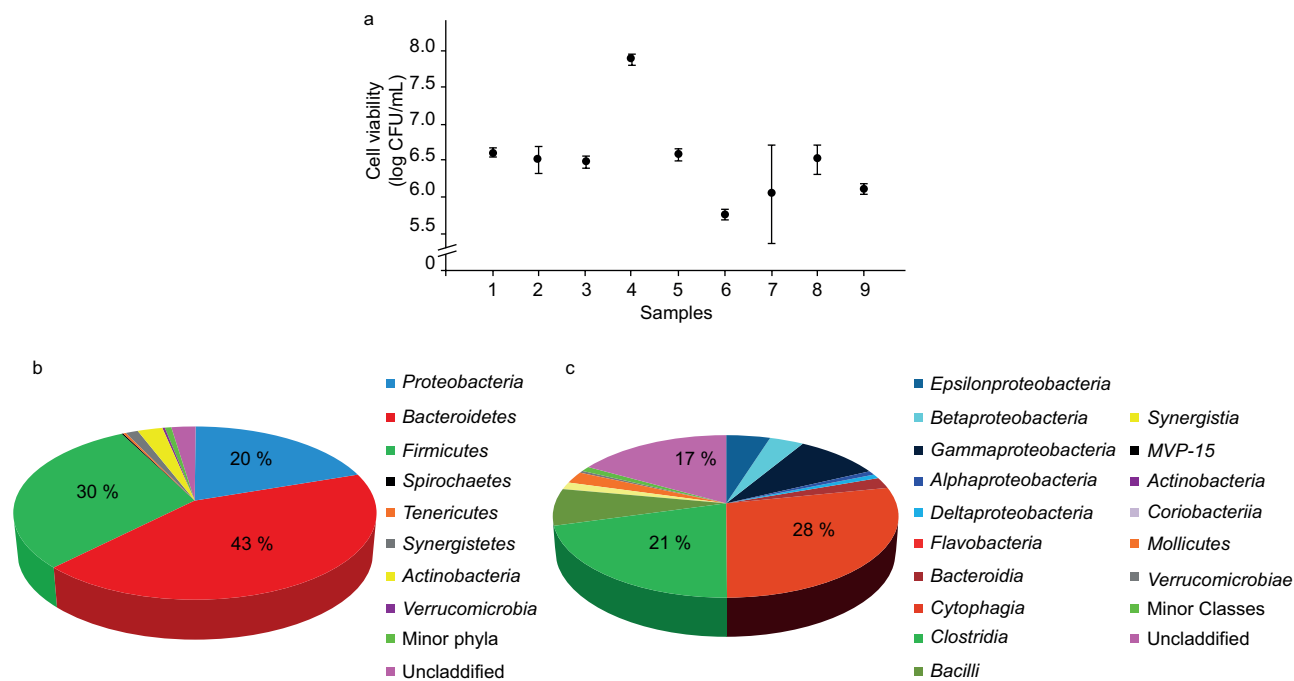 a
Cell viability
(log CFU/mL)
8.0
7.5
7.0
6.5
6.0
5.5
0
1 2 3 4 5 6 7 8 9
Samples
b
20 %
43 %
30 %
Proteobacteria
Bacteroidetes
Firmicutes
Spirochaetes
Tenericutes
Synergistetes
Actinobacteria
Verrucomicrobia
Minor phyla
Uncladdified
c
17 %
28 %
21 %
Epsilonproteobacteria
Betaproteobacteria
Gammaproteobacteria
Alphaproteobacteria
Deltaproteobacteria
Flavobacteria
Bacteroidia
Cytophagia
Clostridia
Bacilli
Synergistia
MVP-15
Actinobacteria
Coriobacteriia
Mollicutes
Verrucomicrobiae
Minor Classes
Uncladdified